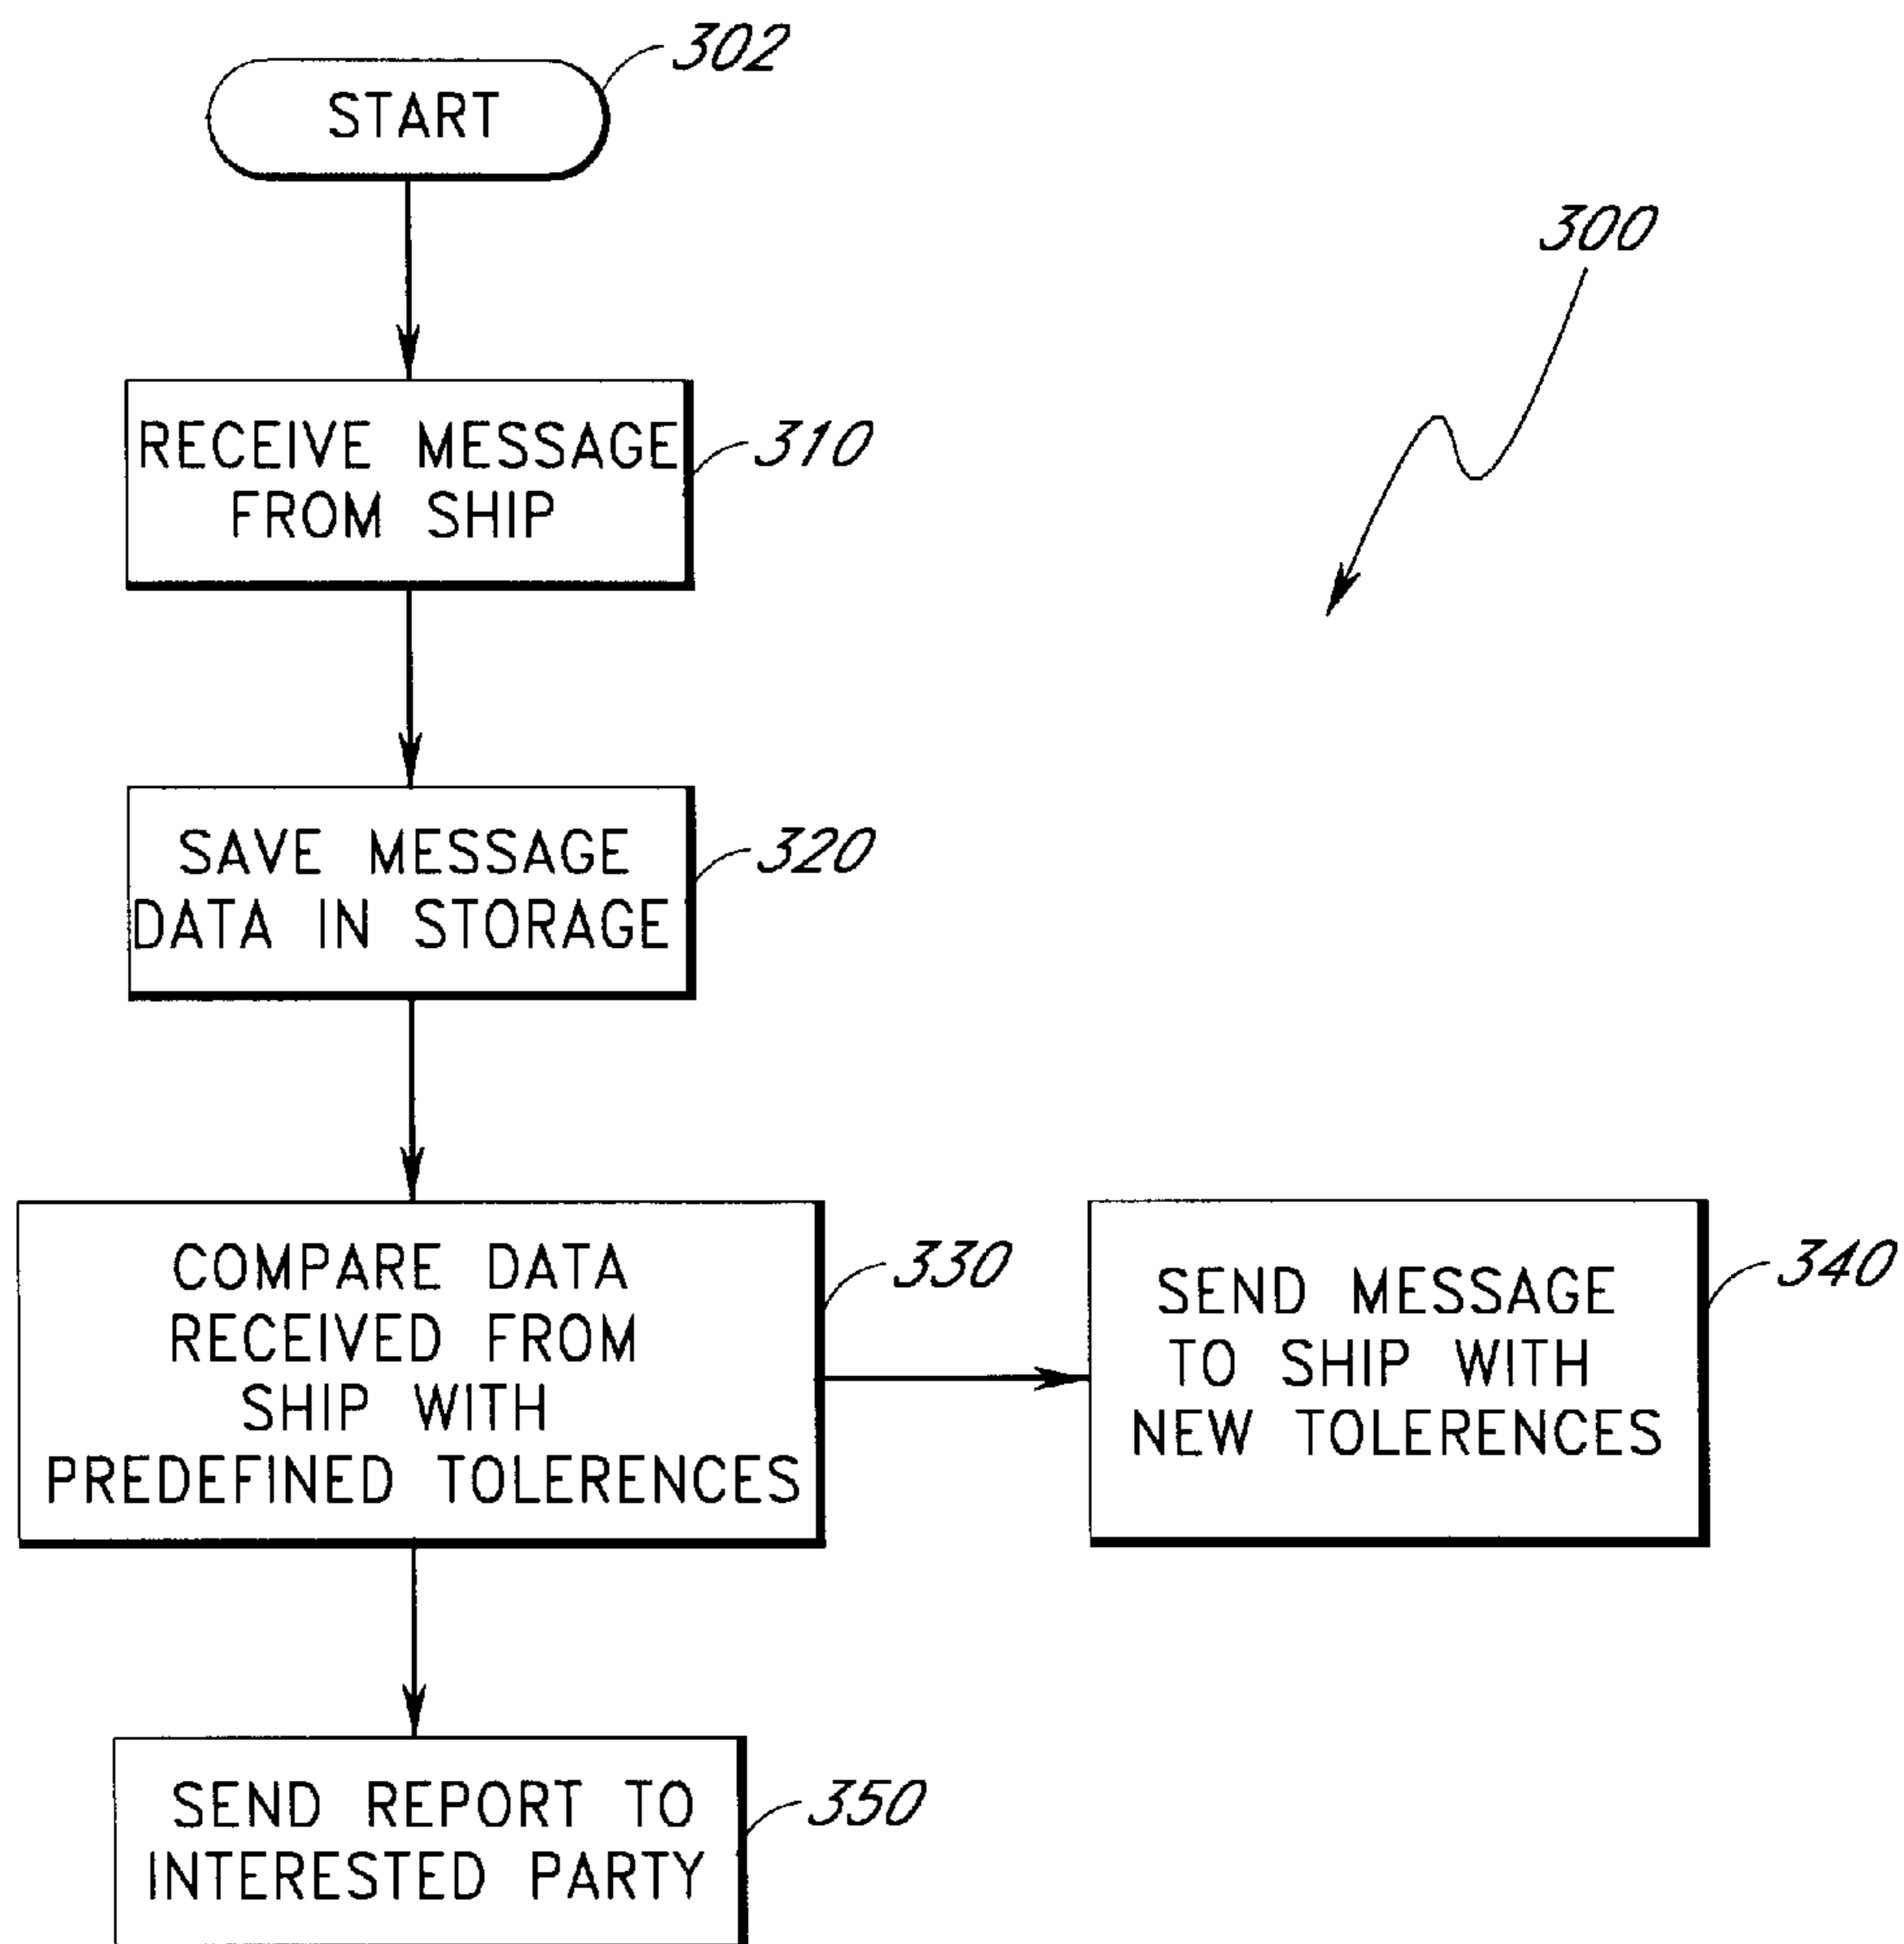 302
START
300
RECEIVE MESSAGE
FROM SHIP
310
SAVE MESSAGE
DATA IN STORAGE
320
COMPARE DATA
RECEIVED FROM
SHIP WITH
PREDEFINED TOLERENCES
330
SEND MESSAGE
TO SHIP WITH
NEW TOLERENCES
340
SEND REPORT TO
INTERESTED PARTY
350